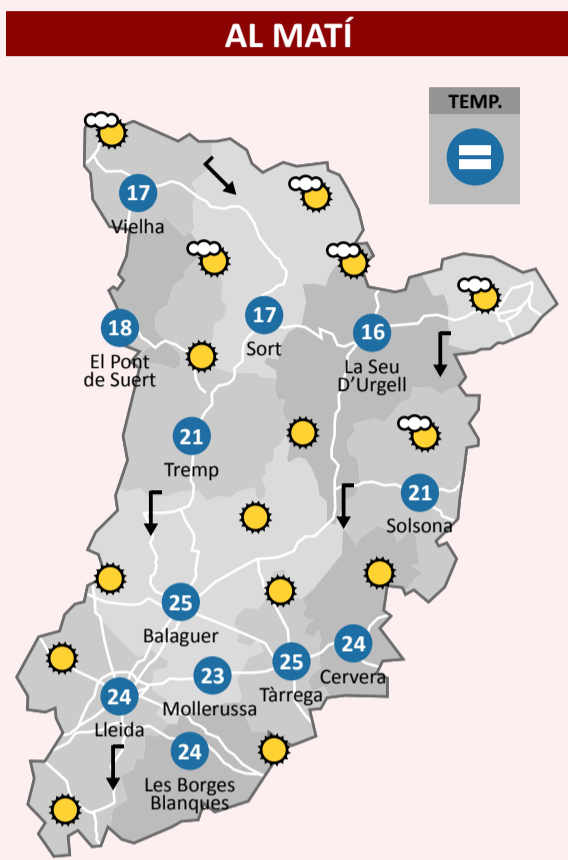 AL MATÍ
TEMP.
17
Vielha
18
El Pont
de Suert
17
Sort
16
La Seu
D'Urgell
21
Tremp
21
Solsona
25
Balaguer
24
Cervera
25
Tàrrega
23
Mollerussa
24
Lleida
24
Les Borges
Blanques